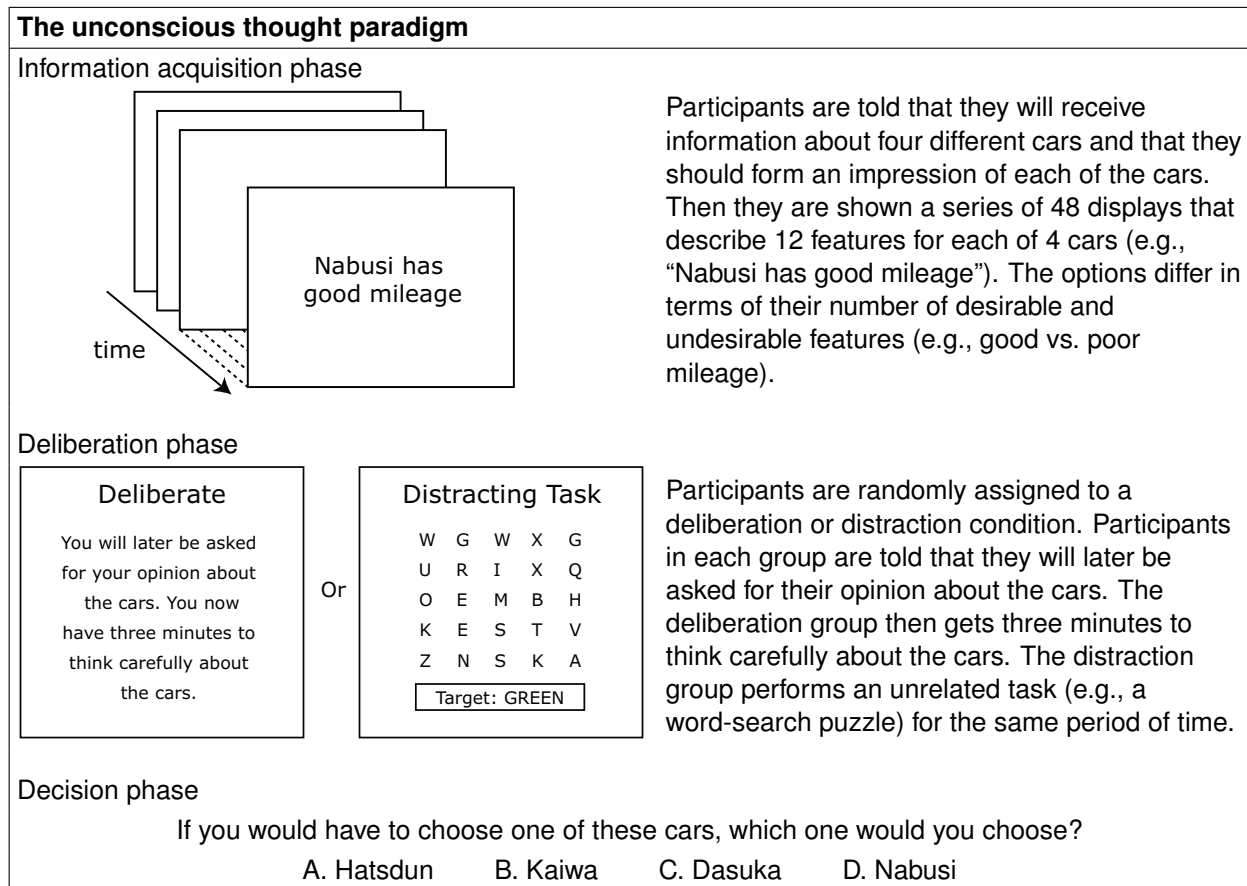 The unconscious thought paradigm
Information acquisition phase
Nabusi has
good mileage
time
Participants are told that they will receive
information about four different cars and that they
should form an impression of each of the cars.
Then they are shown a series of 48 displays that
describe 12 features for each of 4 cars (e.g.,
“Nabusi has good mileage”). The options differ in
terms of their number of desirable and
undesirable features (e.g., good vs. poor
mileage).
Deliberation phase
Deliberate
You will later be asked
for your opinion about
the cars. You now
have three minutes to
think carefully about
the cars.
Or
Distracting Task
W G W X G
U R I X Q
O E M B H
K E S T V
Z N S K A
Target: GREEN
Participants are randomly assigned to a
deliberation or distraction condition. Participants
in each group are told that they will later be
asked for their opinion about the cars. The
deliberation group then gets three minutes to
think carefully about the cars. The distraction
group performs an unrelated task (e.g., a
word-search puzzle) for the same period of time.
Decision phase
If you would have to choose one of these cars, which one would you choose?
A. Hatsdun B. Kaiwa C. Dasuka D. Nabusi